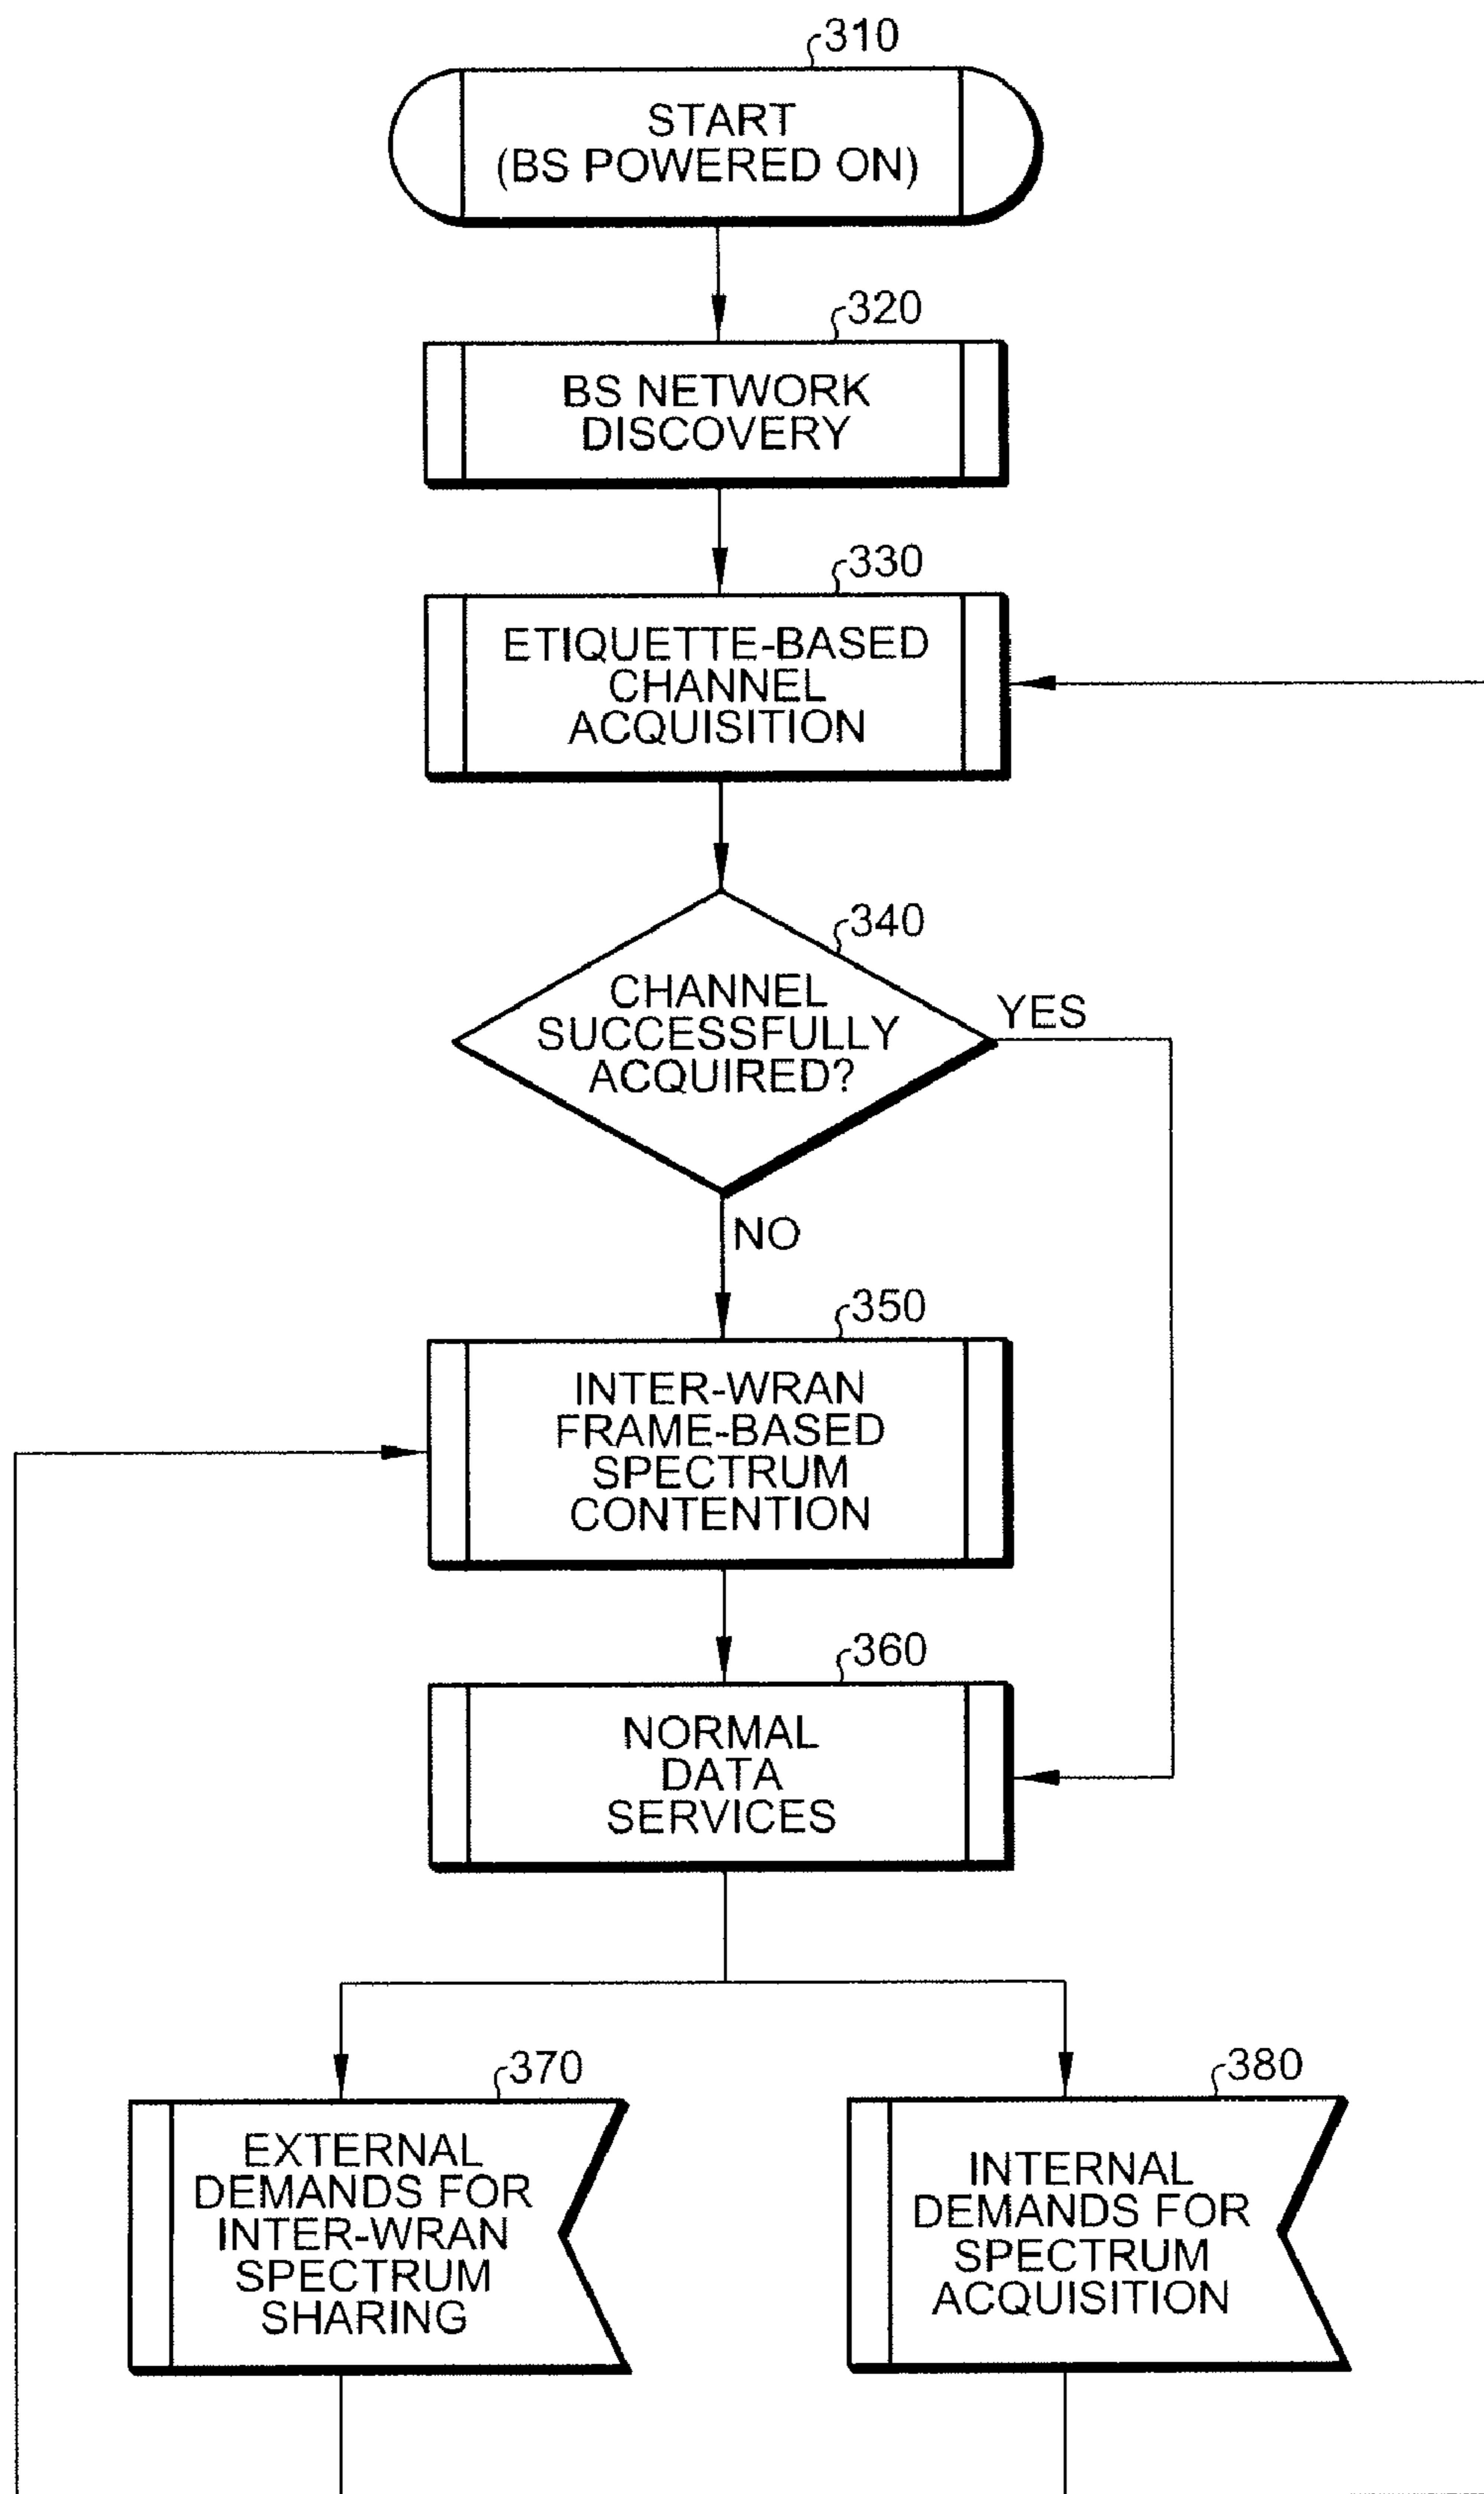 310
START
(BS POWERED ON)
320
BS NETWORK
DISCOVERY
330
ETIQUETTE-BASED
CHANNEL
ACQUISITION
340
CHANNEL
SUCCESSFULLY
ACQUIRED?
YES
NO
350
INTER-WRAN
FRAME-BASED
SPECTRUM
CONTENTION
360
NORMAL
DATA
SERVICES
370
EXTERNAL
DEMANDS FOR
INTER-WRAN
SPECTRUM
SHARING
380
INTERNAL
DEMANDS FOR
SPECTRUM
ACQUISITION